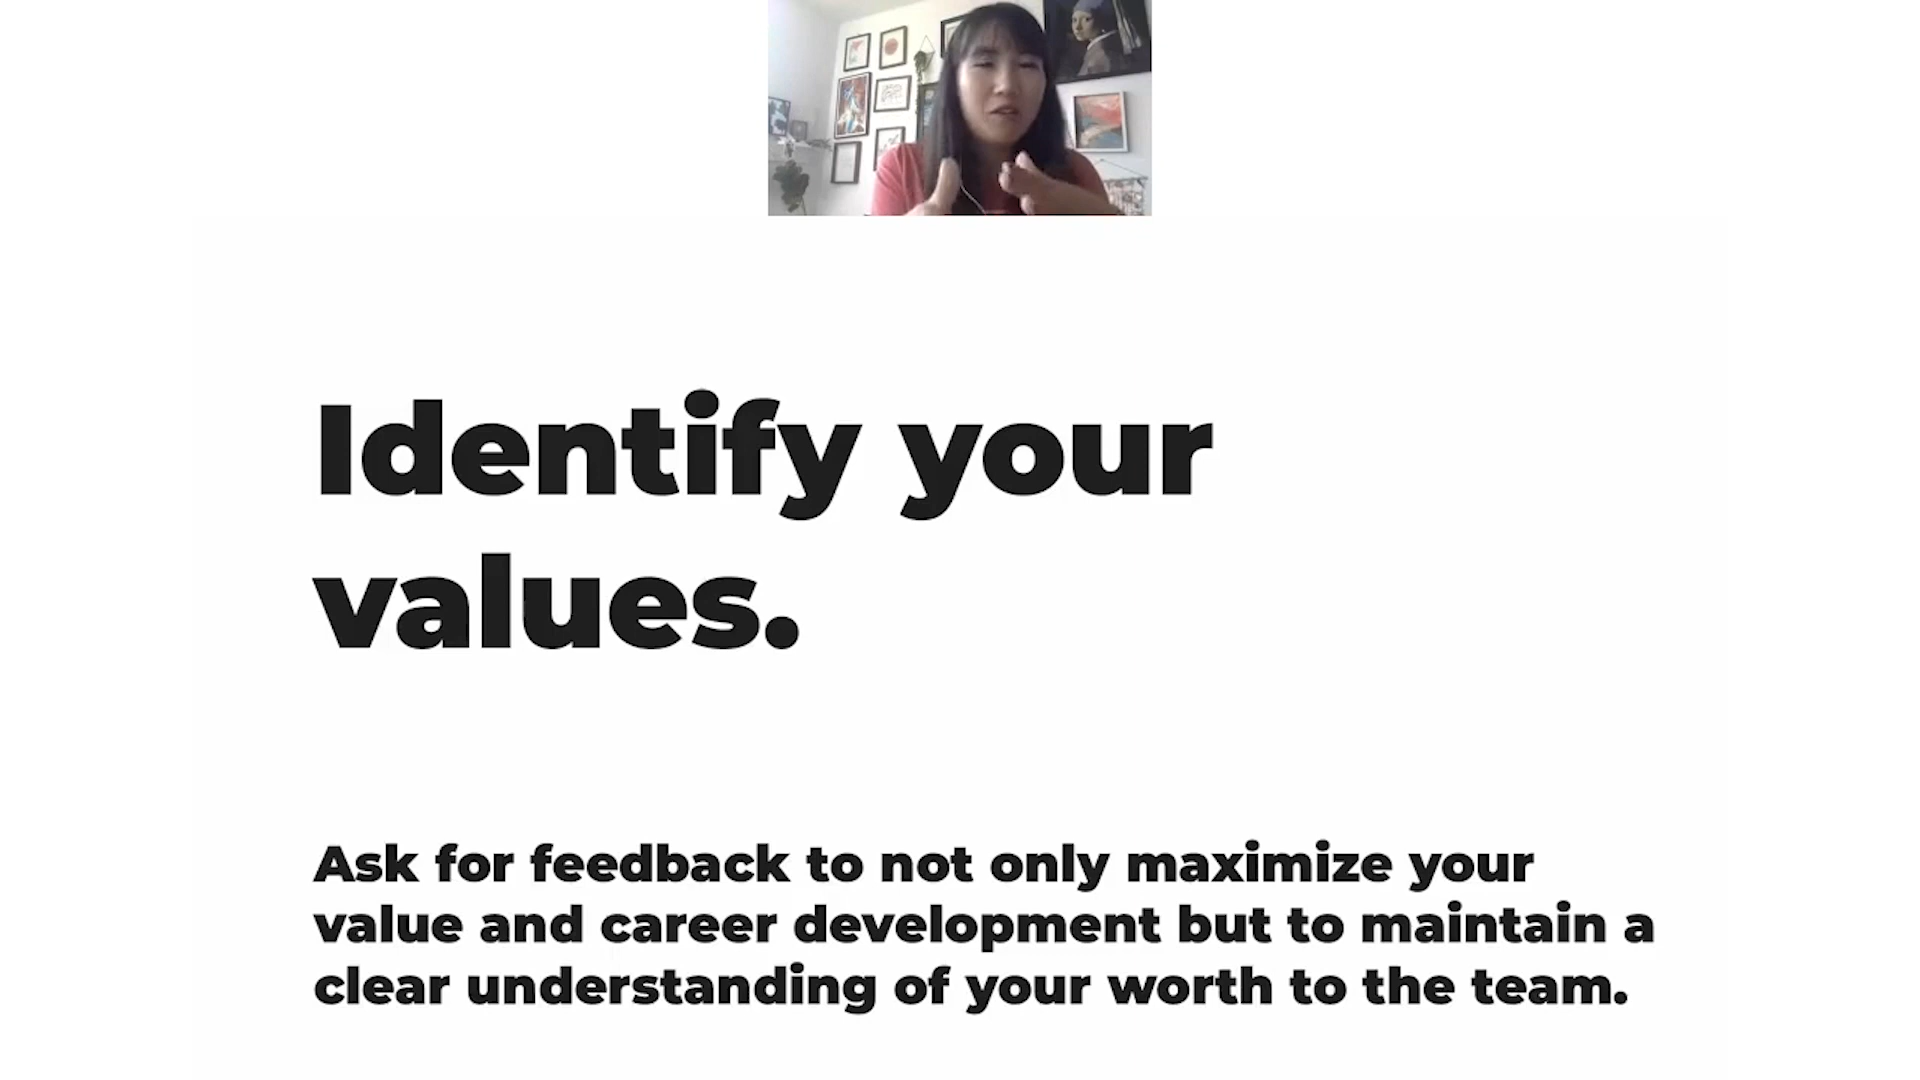 Identify your
values.
Ask for feedback to not only maximize your
value and career development but to maintain a
clear understanding of your worth to the team.